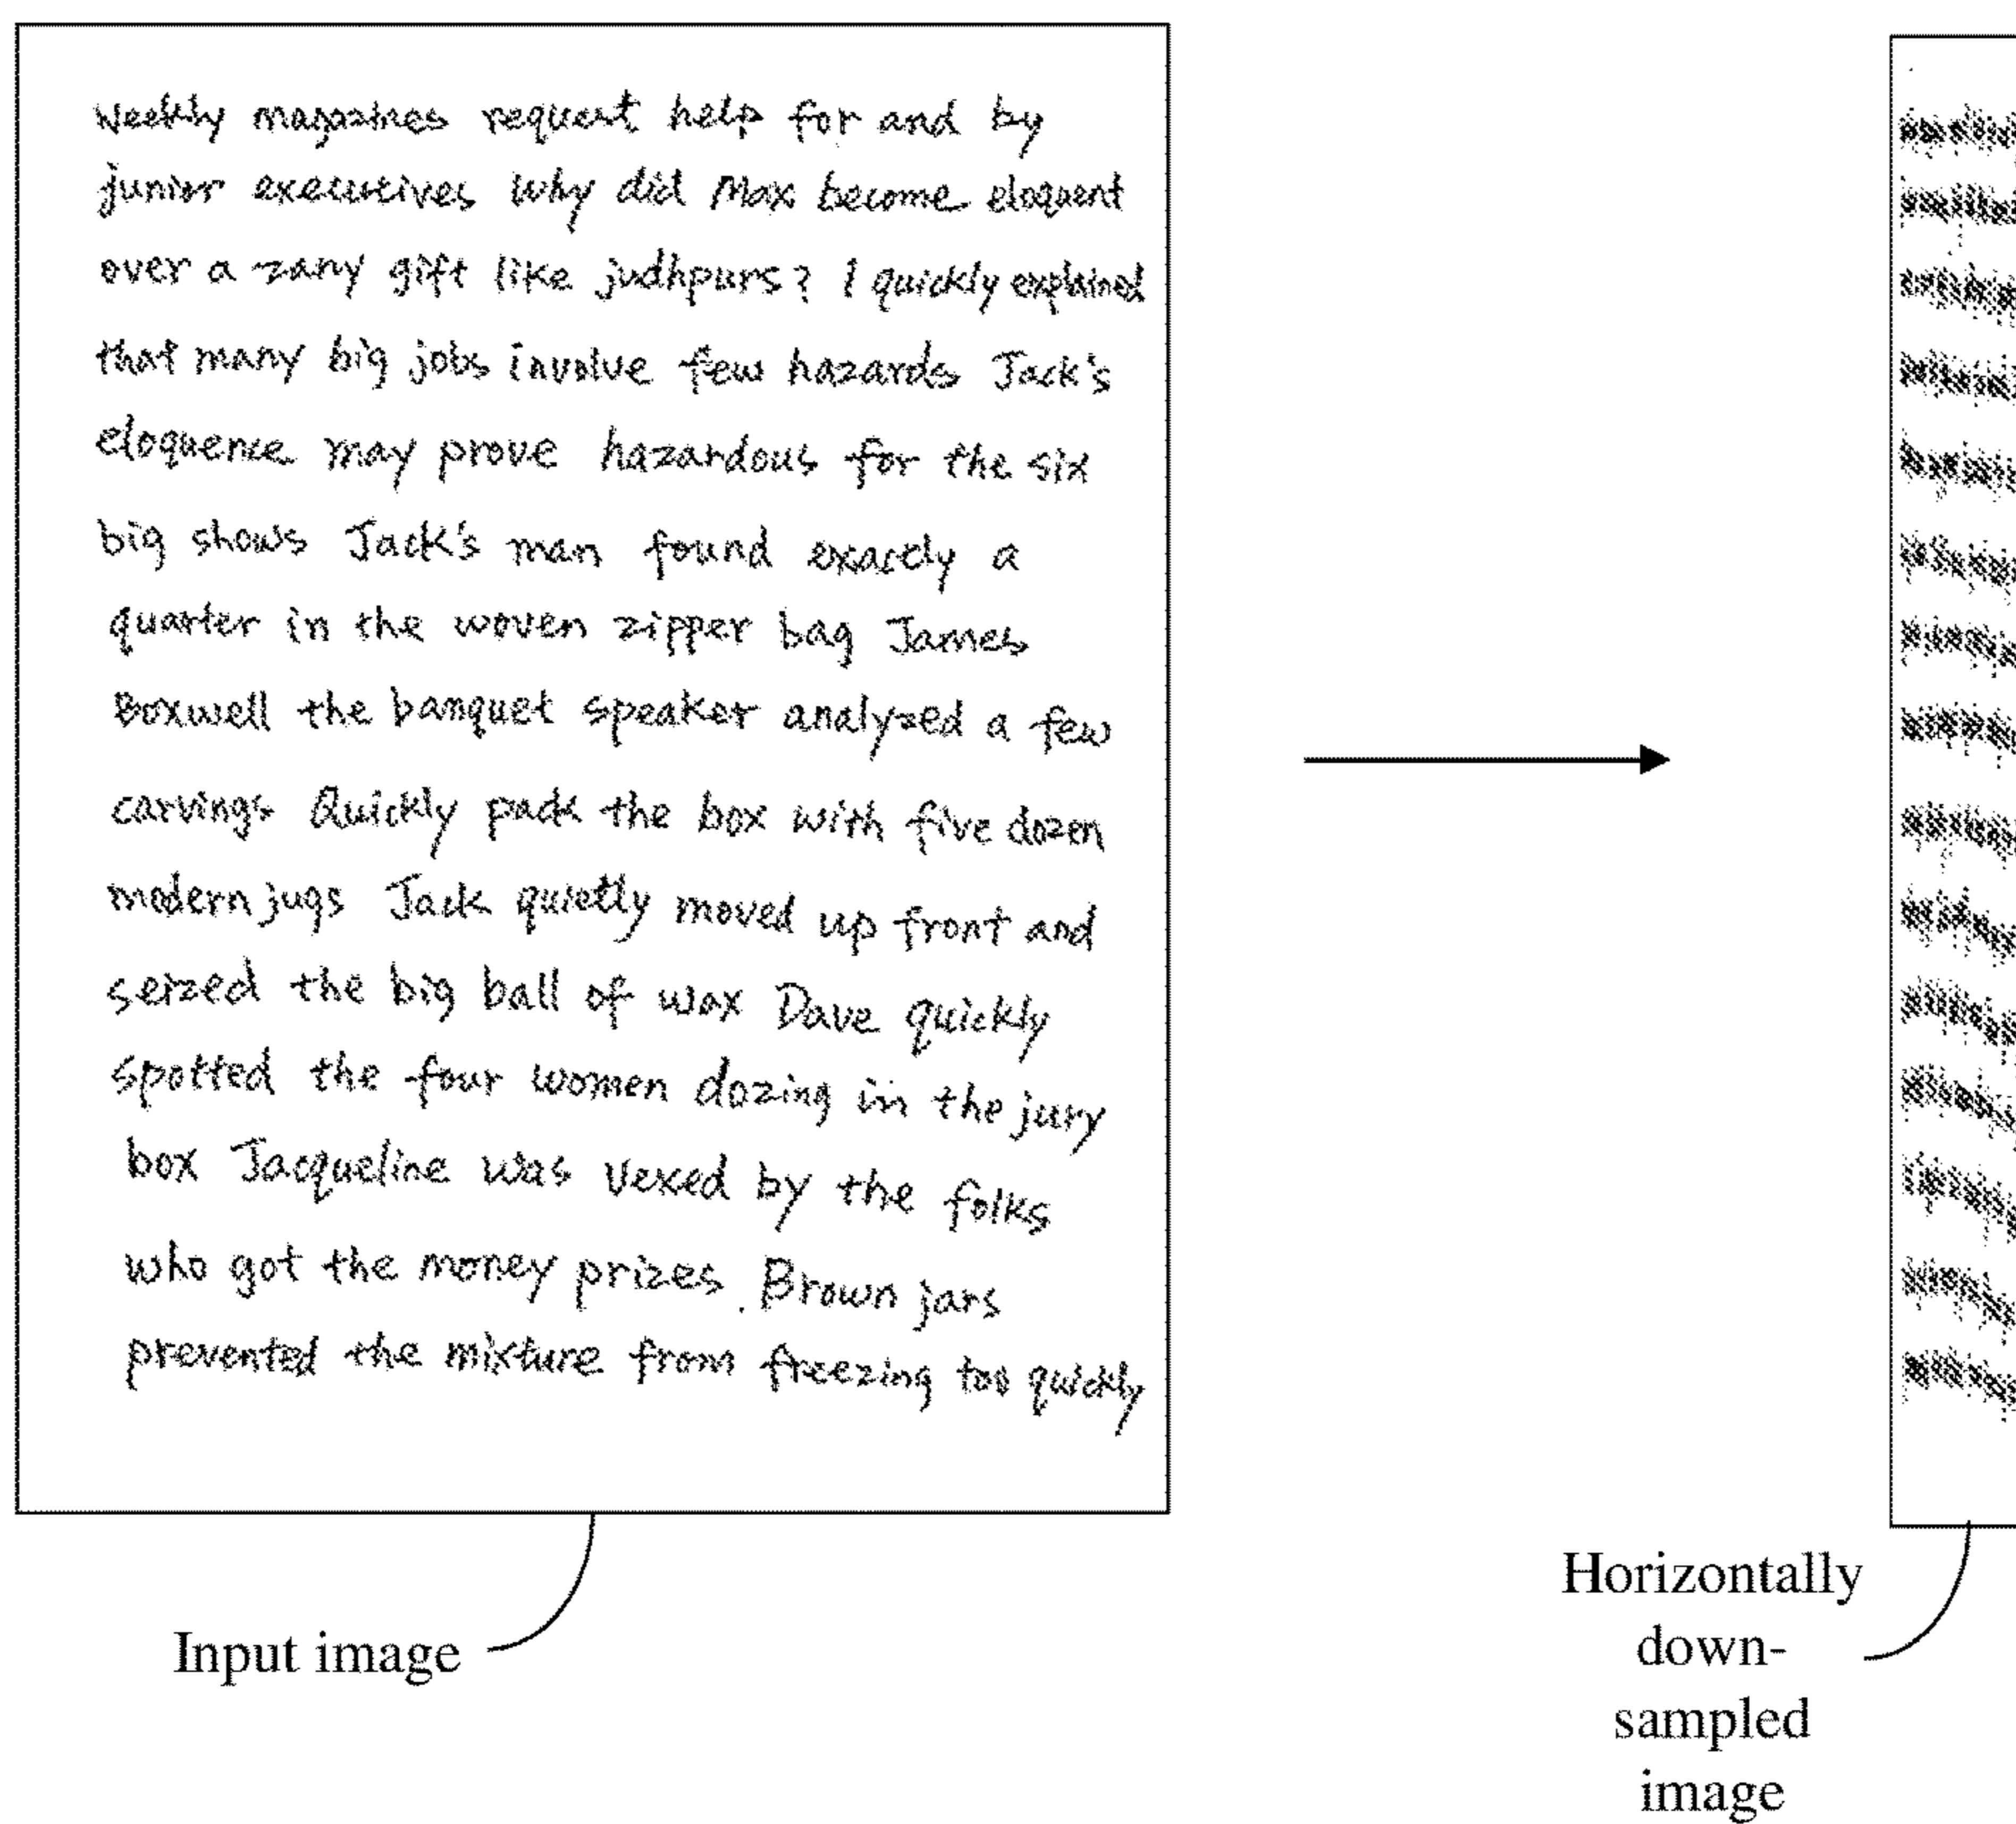 Weekly magazines request help for and by
junior executives Why did Max become eloquent
over a zany gift like judhpurs? I quickly explained
that many big jobs involve few hazards Jack's
eloquence may prove hazardous for the six
big shows Jack's man found exactly a
quarter in the woven zipper bag James
Boxwell the banquet speaker analyzed a few
carvings Quickly pack the box with five dozen
modern jugs Jack quietly moved up front and
seized the big ball of wax Dave quickly
spotted the four women dozing in the jury
box Jacqueline was vexed by the folks
who got the money prizes. Brown jars
prevented the mixture from freezing too quickly
Input image
Horizontally
down-
sampled
image